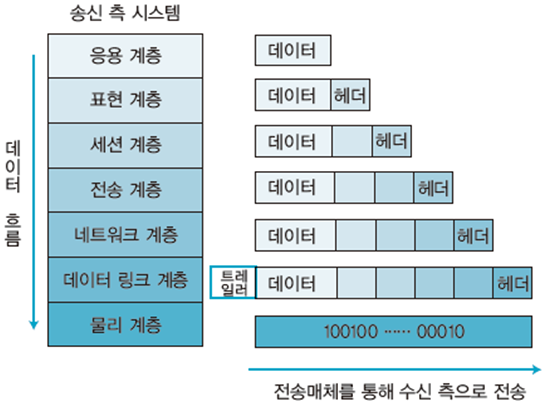 송신 측 시스템
데이터 흐름
응용 계층
데이터
표현 계층
데이터 헤더
세션 계층
데이터 헤더
전송 계층
데이터 헤더
네트워크 계층
데이터 헤더
데이터 링크 계층
트레
일러
데이터 헤더
물리 계층
100100 ······ 00010
전송매체를 통해 수신 측으로 전송